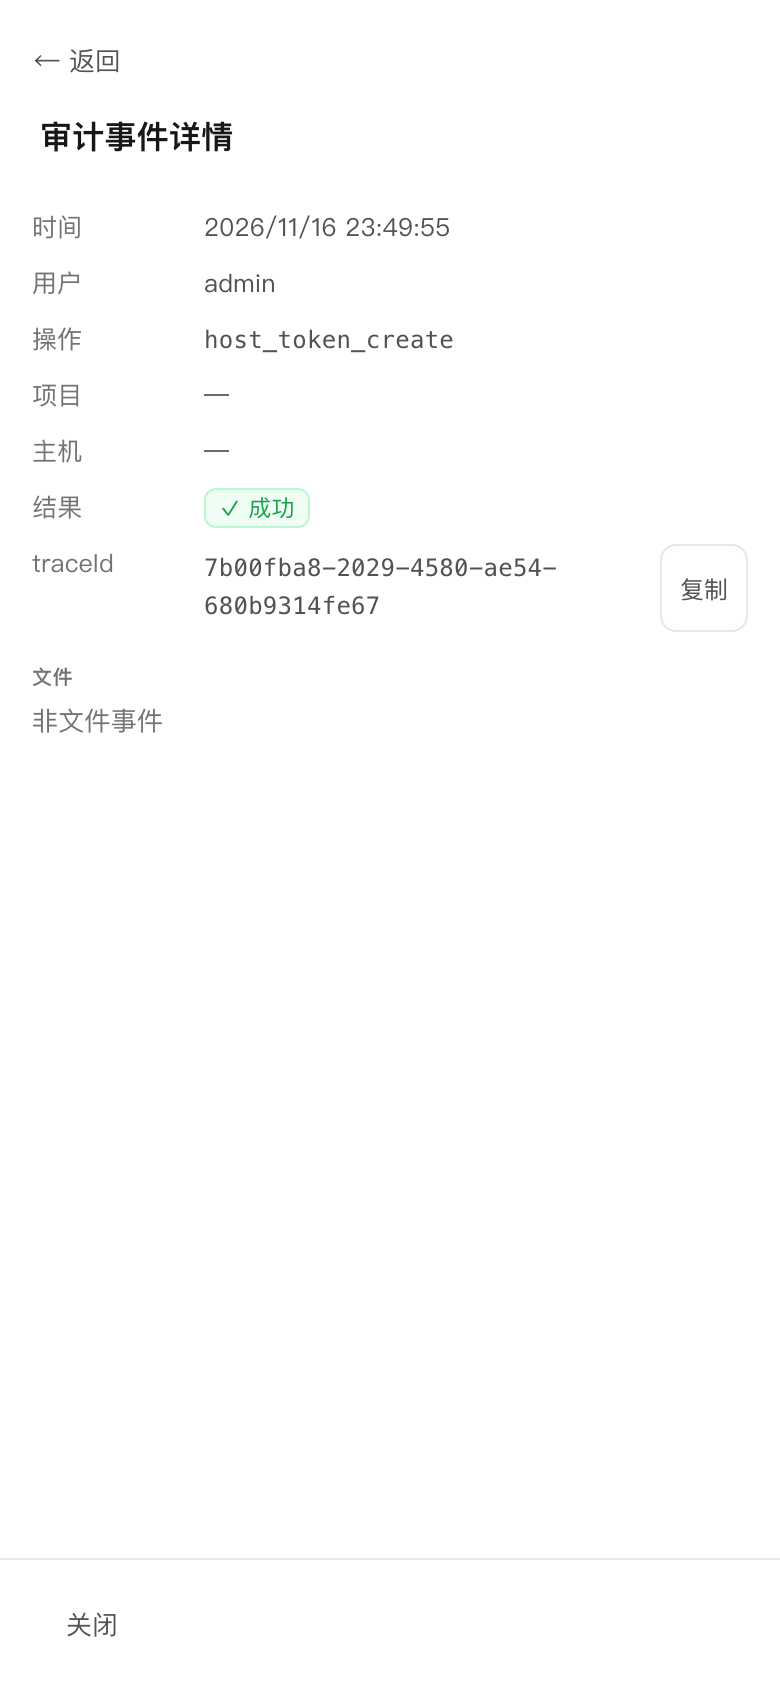 ← 返回
审计事件详情
时间 2026/11/16 23:49:55
用户 admin
操作 host_token_create
项目 —
主机 —
结果 ✓ 成功
traceId 7b00fba8-2029-4580-ae54-
680b9314fe67
复制
文件
非文件事件
关闭